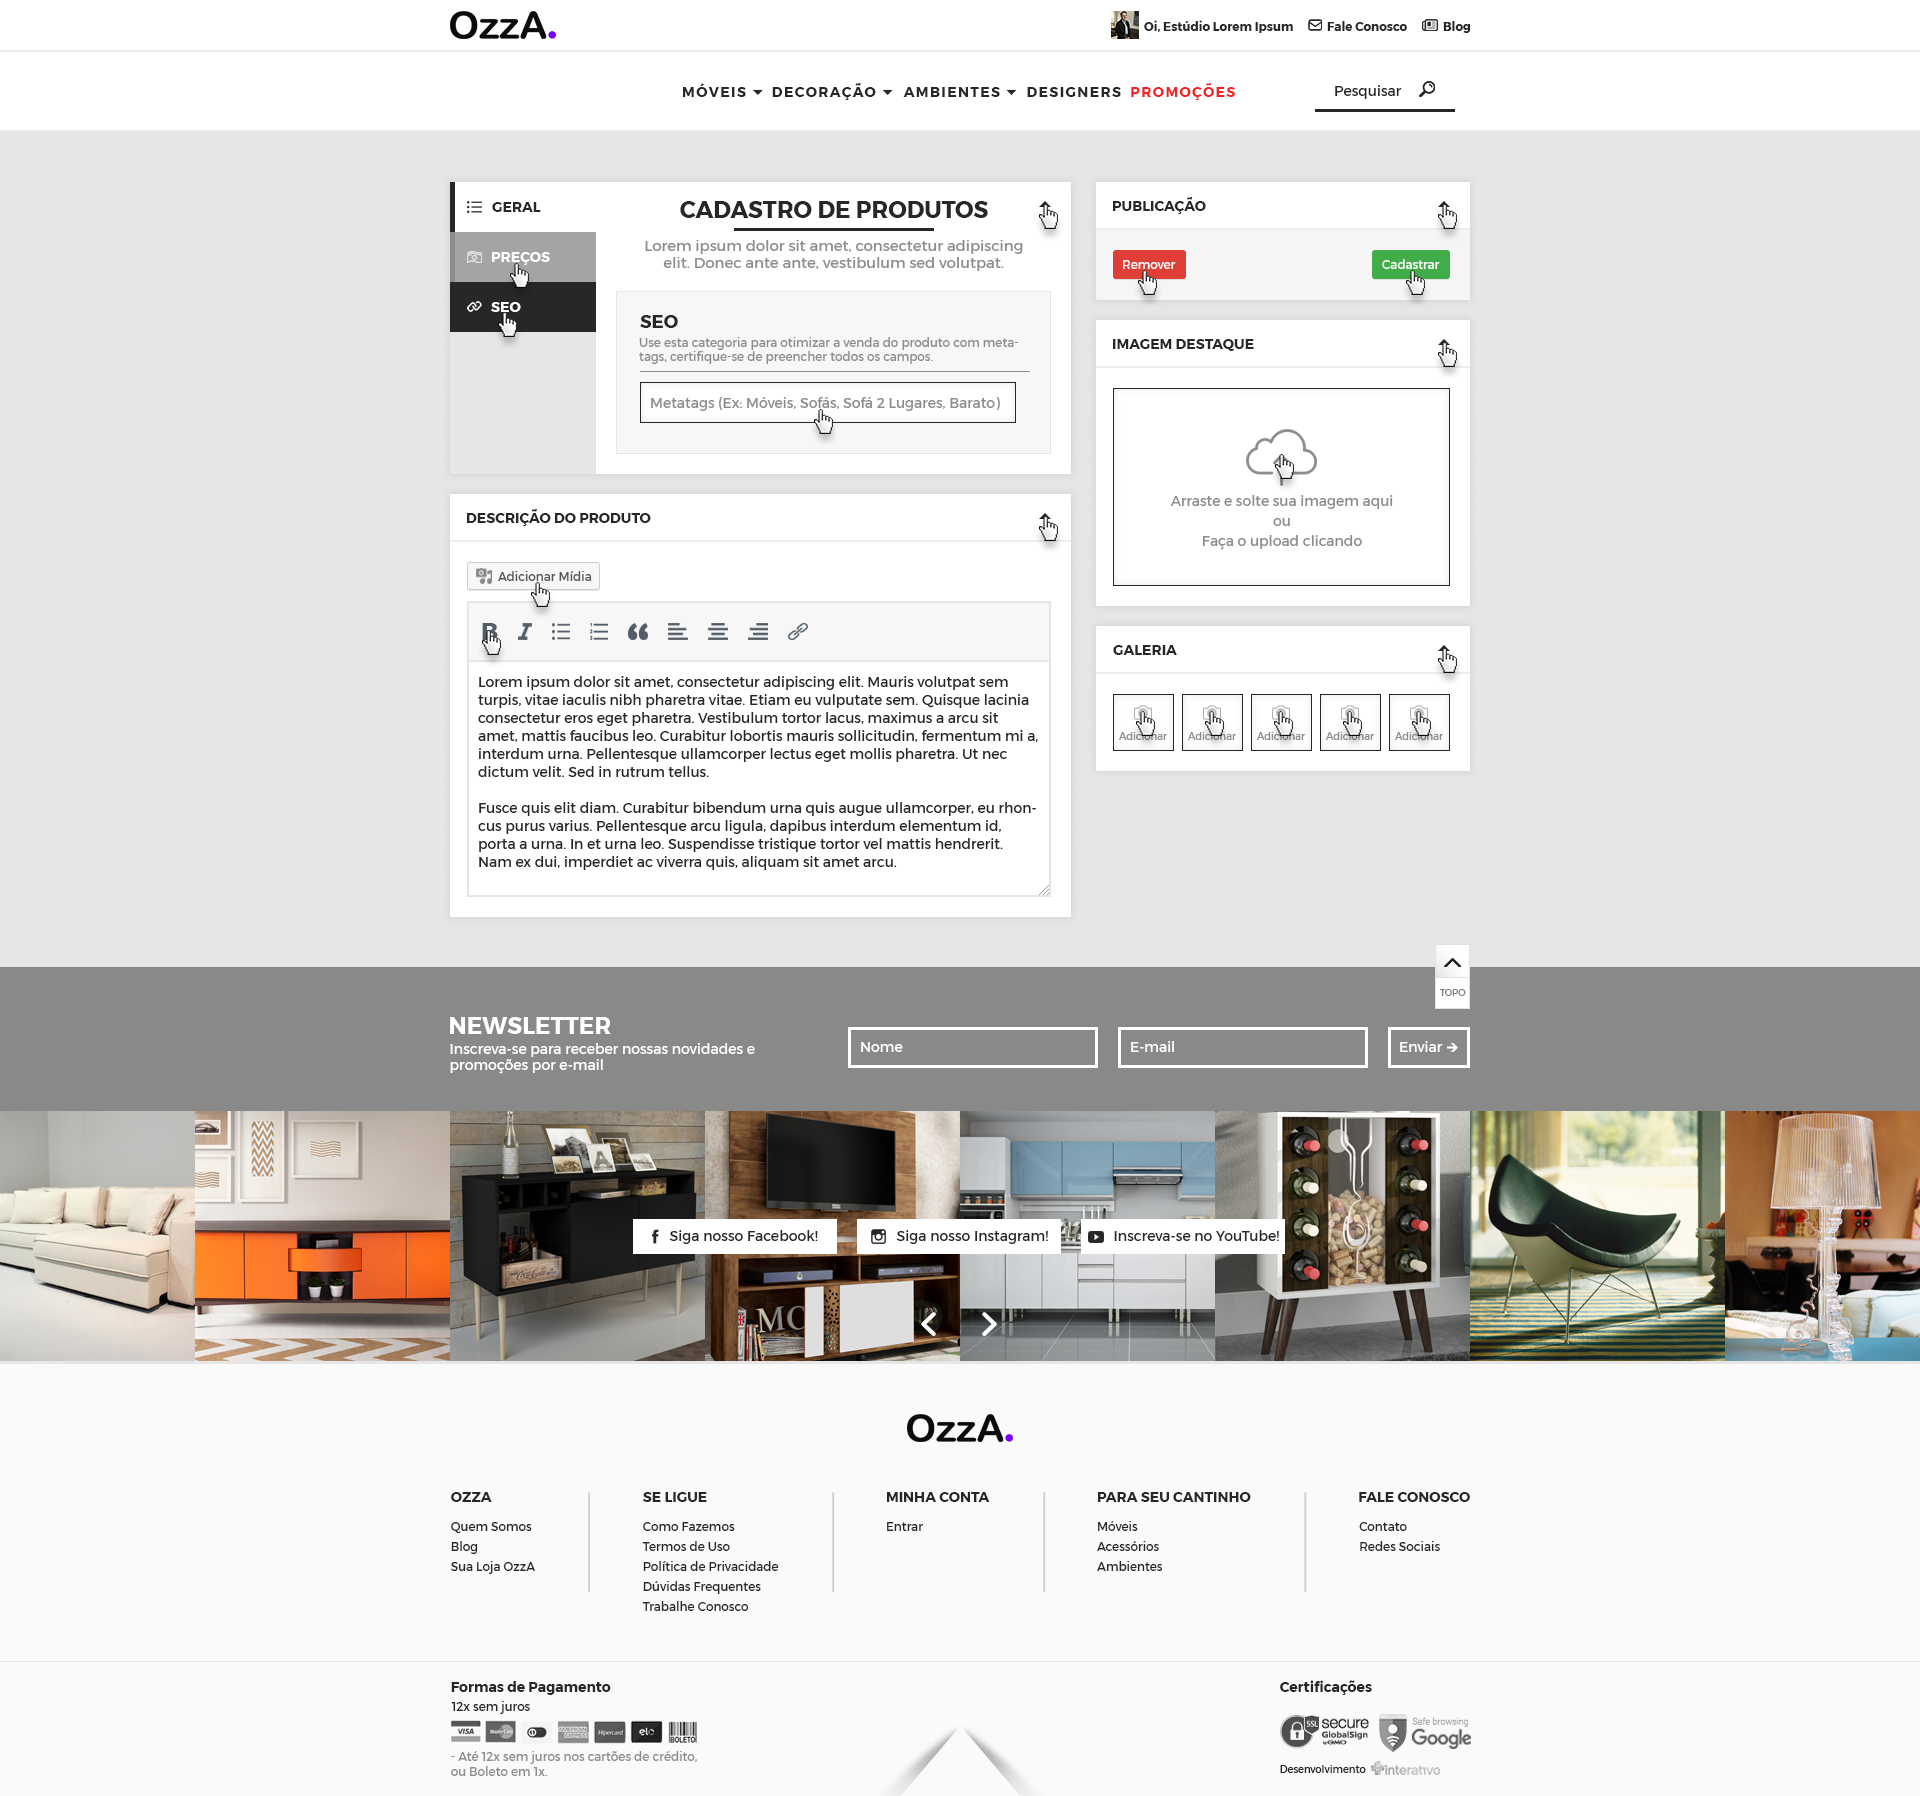 OzzA.
Oi, Estúdio Lorem Ipsum
Fale Conosco
Blog
MÓVEIS
DECORAÇÃO
AMBIENTES
DESIGNERS
PROMOÇÕES
Pesquisar
GERAL
PREÇOS
SEO
CADASTRO DE PRODUTOS
Lorem ipsum dolor sit amet, consectetur adipiscing
elit. Donec ante ante, vestibulum sed volutpat.
SEO
Use esta categoria para otimizar a venda do produto com meta-
tags, certifique-se de preencher todos os campos.
Metatags (Ex: Móveis, Sofás, Sofá 2 Lugares, Barato)
PUBLICAÇÃO
Remover
Cadastrar
IMAGEM DESTAQUE
Arraste e solte sua imagem aqui
ou
Faça o upload clicando
GALERIA
Adicionar
Adicionar
Adicionar
Adicionar
Adicionar
DESCRIÇÃO DO PRODUTO
Adicionar Mídia
B
I
Lorem ipsum dolor sit amet, consectetur adipiscing elit. Mauris volutpat sem
turpis, vitae iaculis nibh pharetra vitae. Etiam eu vulputate sem. Quisque lacinia
consectetur eros eget pharetra. Vestibulum tortor lacus, maximus a arcu sit
amet, mattis faucibus leo. Curabitur lobortis mauris sollicitudin, fermentum mi a,
interdum urna. Pellentesque ullamcorper lectus eget mollis pharetra. Ut nec
dictum velit. Sed in rutrum tellus.
Fusce quis elit diam. Curabitur bibendum urna quis augue ullamcorper, eu rhon-
cus purus varius. Pellentesque arcu ligula, dapibus interdum elementum id,
porta a urna. In et urna leo. Suspendisse tristique tortor vel mattis hendrerit.
Nam ex dui, imperdiet ac viverra quis, aliquam sit amet arcu.
TOPO
NEWSLETTER
Inscreva-se para receber nossas novidades e
promoções por e-mail
Nome
E-mail
Enviar
Siga nosso Facebook!
Siga nosso Instagram!
Inscreva-se no YouTube!
OzzA.
OZZA
Quem Somos
Blog
Sua Loja OzzA
SE LIGUE
Como Fazemos
Termos de Uso
Política de Privacidade
Dúvidas Frequentes
Trabalhe Conosco
MINHA CONTA
Entrar
PARA SEU CANTINHO
Móveis
Acessórios
Ambientes
FALE CONOSCO
Contato
Redes Sociais
Formas de Pagamento
12x sem juros
VISA
MasterCard
AMERICAN EXPRESS
Hipercard
elo
BOLETO
- Até 12x sem juros nos cartões de crédito,
ou Boleto em 1x.
Certificações
SSL
secure
GlobalSign
by GMO
Safe browsing
Google
Desenvolvimento
interativo